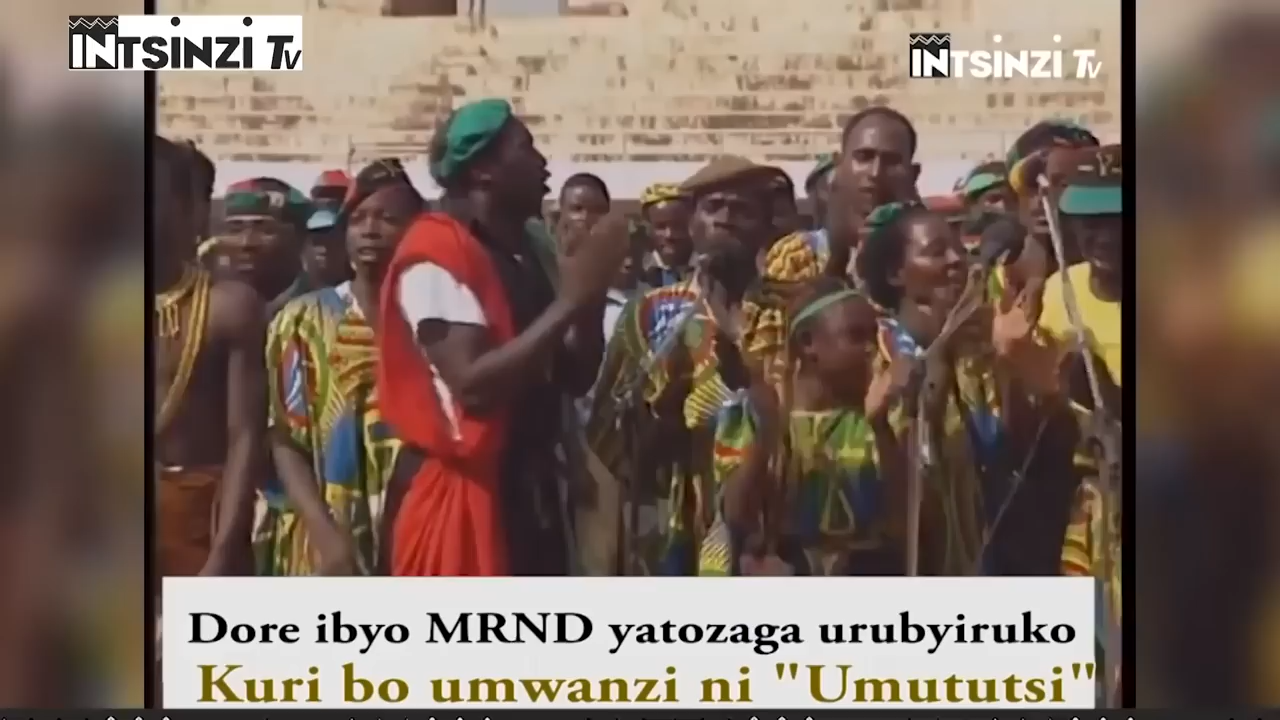 INTSINZI Tv
INTSINZI Tv
Dore ibyo MRND yatozaga urubyiruko
Kuri bo umwanzi ni "Umututsi"